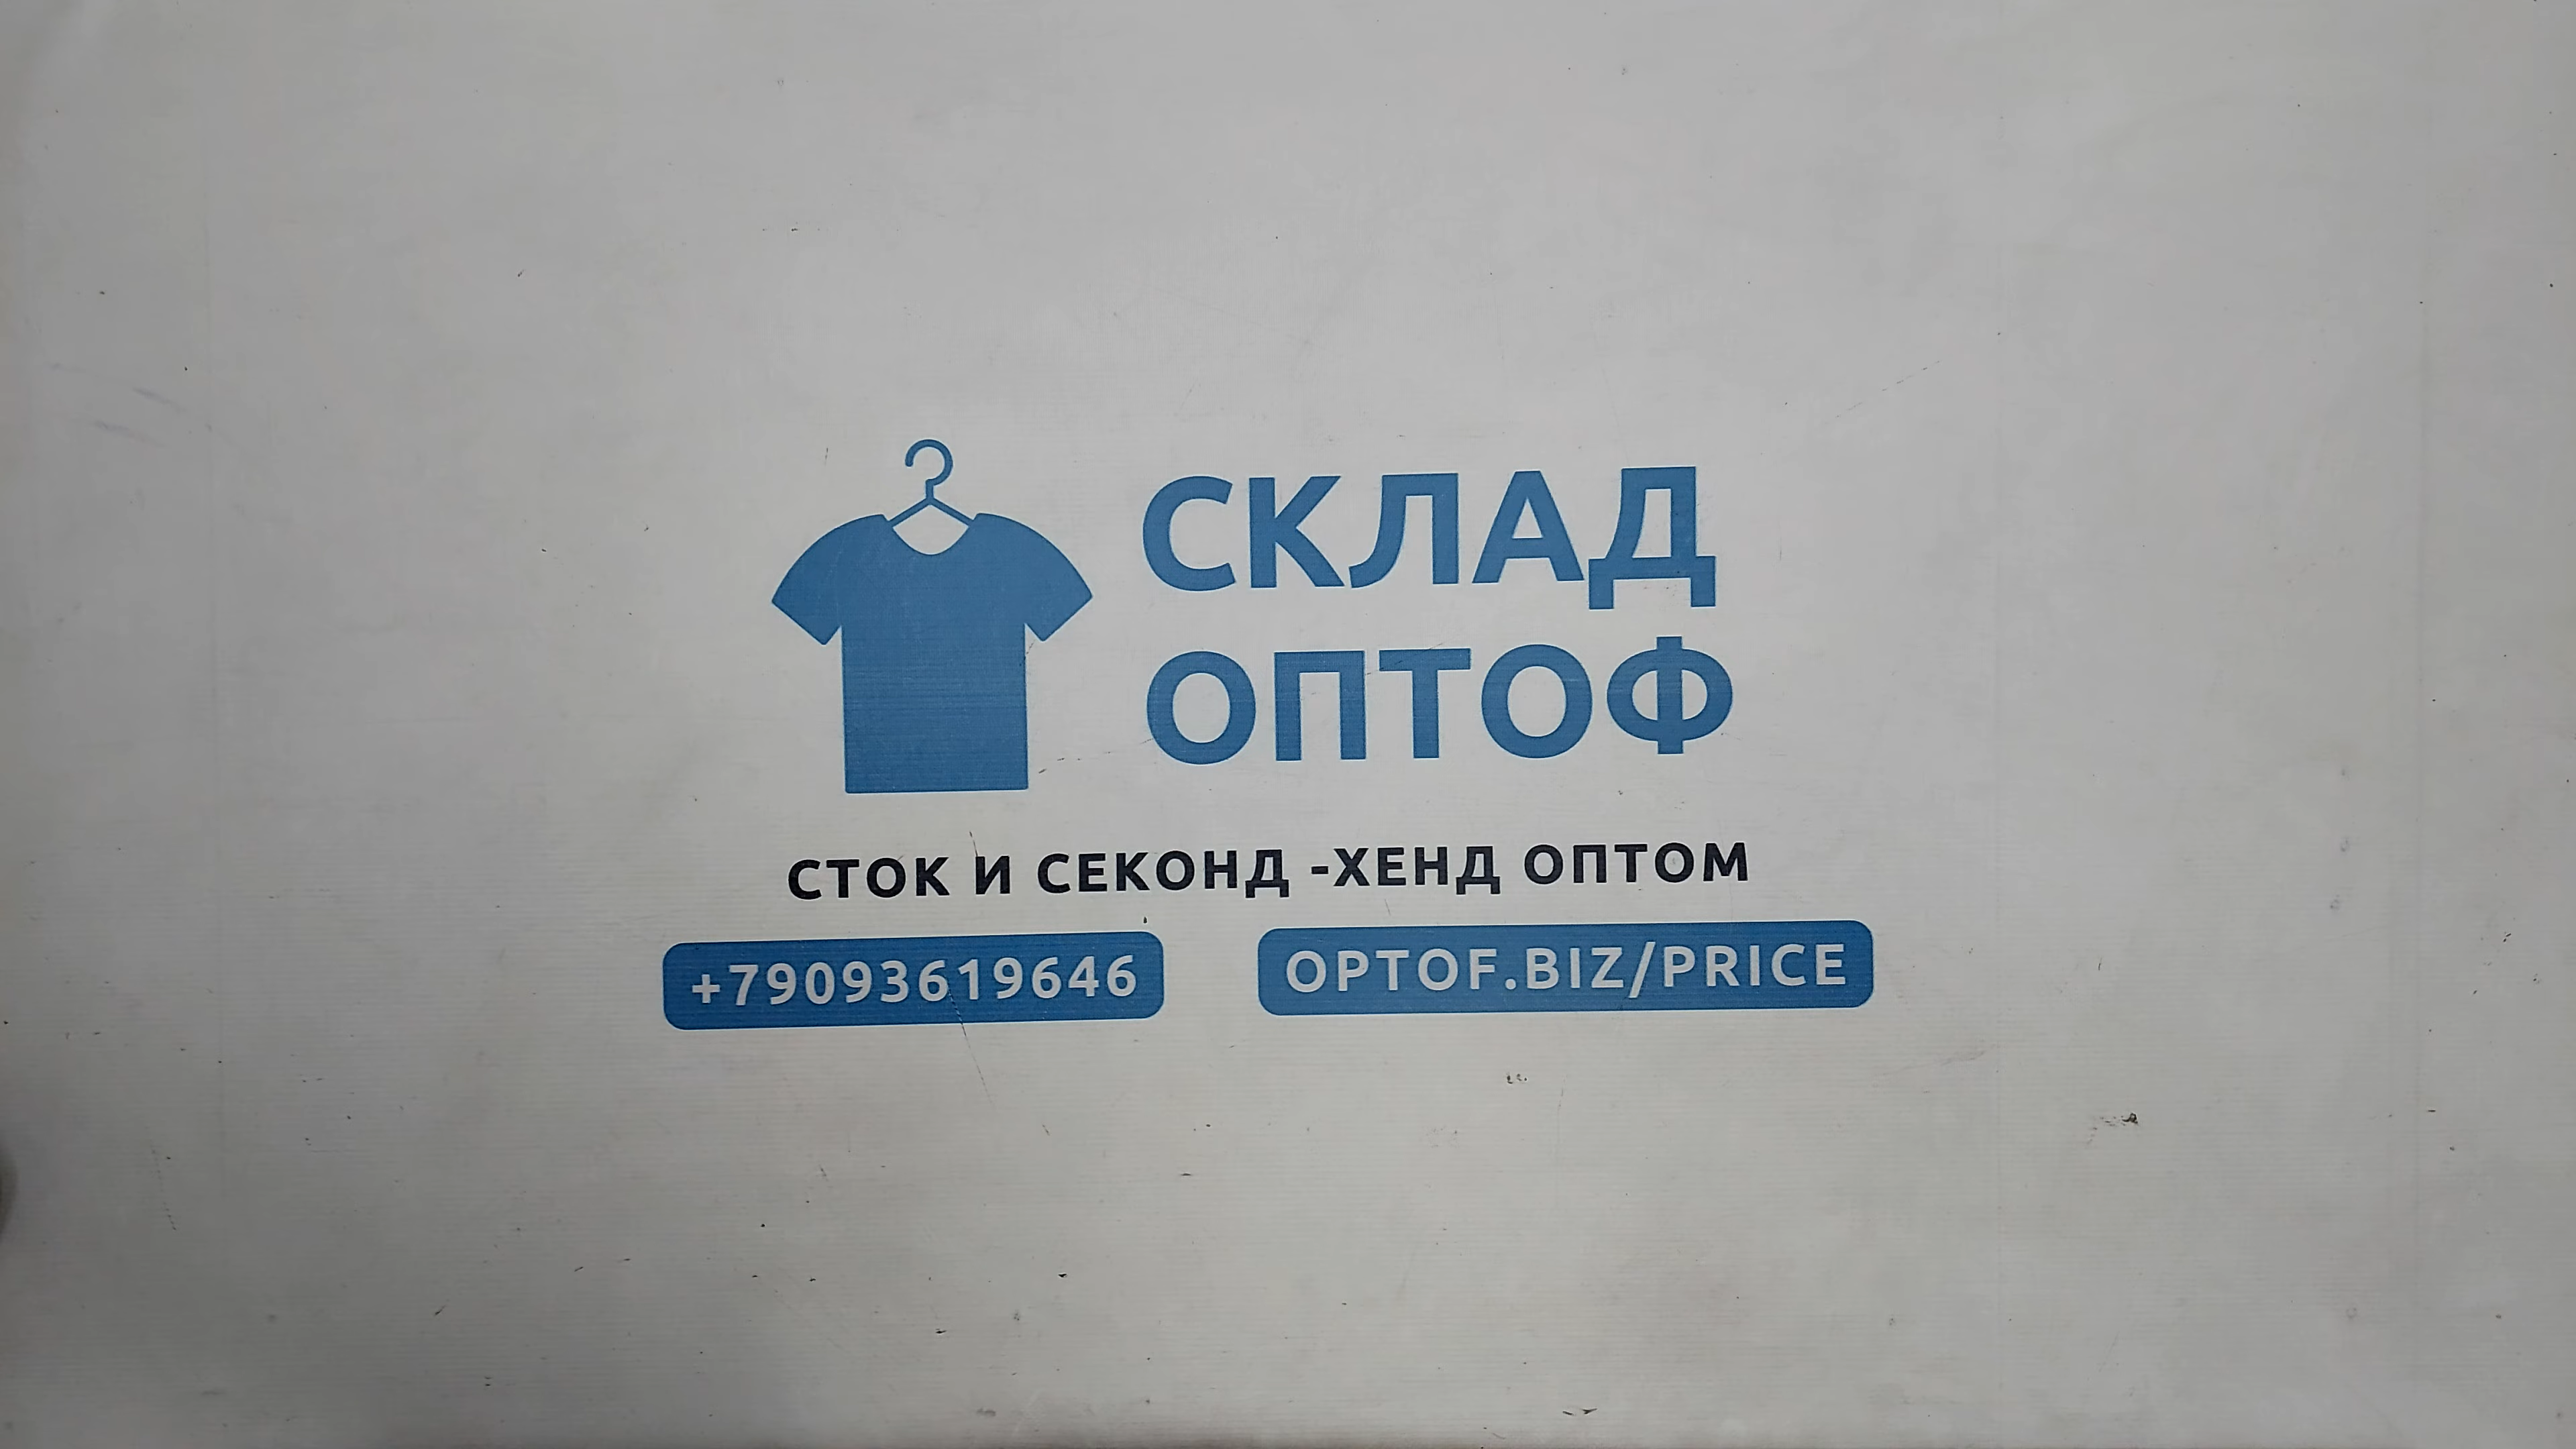 СКЛАД
ОПТОФ
СТОК И СЕКОНД -ХЕНД ОПТОМ
+79093619646
OPTOF.BIZ/PRICE